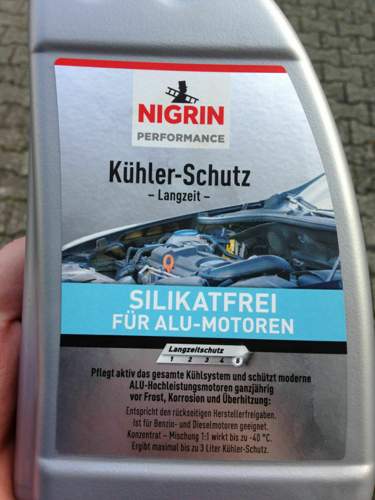 NIGRIN
PERFORMANCE
Kühler-Schutz
– Langzeit –
SILIKATFREI
FÜR ALU-MOTOREN
Langzeitschutz
1 2 3 4 5
Pflegt aktiv das gesamte Kühlsystem und schützt moderne
ALU-Hochleistungsmotoren ganzjährig
vor Frost, Korrosion und Überhitzung:
Entspricht den rückseitigen Herstellerfreigaben.
Ist für Benzin- und Dieselmotoren geeignet.
Konzentrat – Mischung 1:1 wirkt bis zu -40 °C.
Ergibt maximal bis zu 3 Liter Kühler-Schutz.